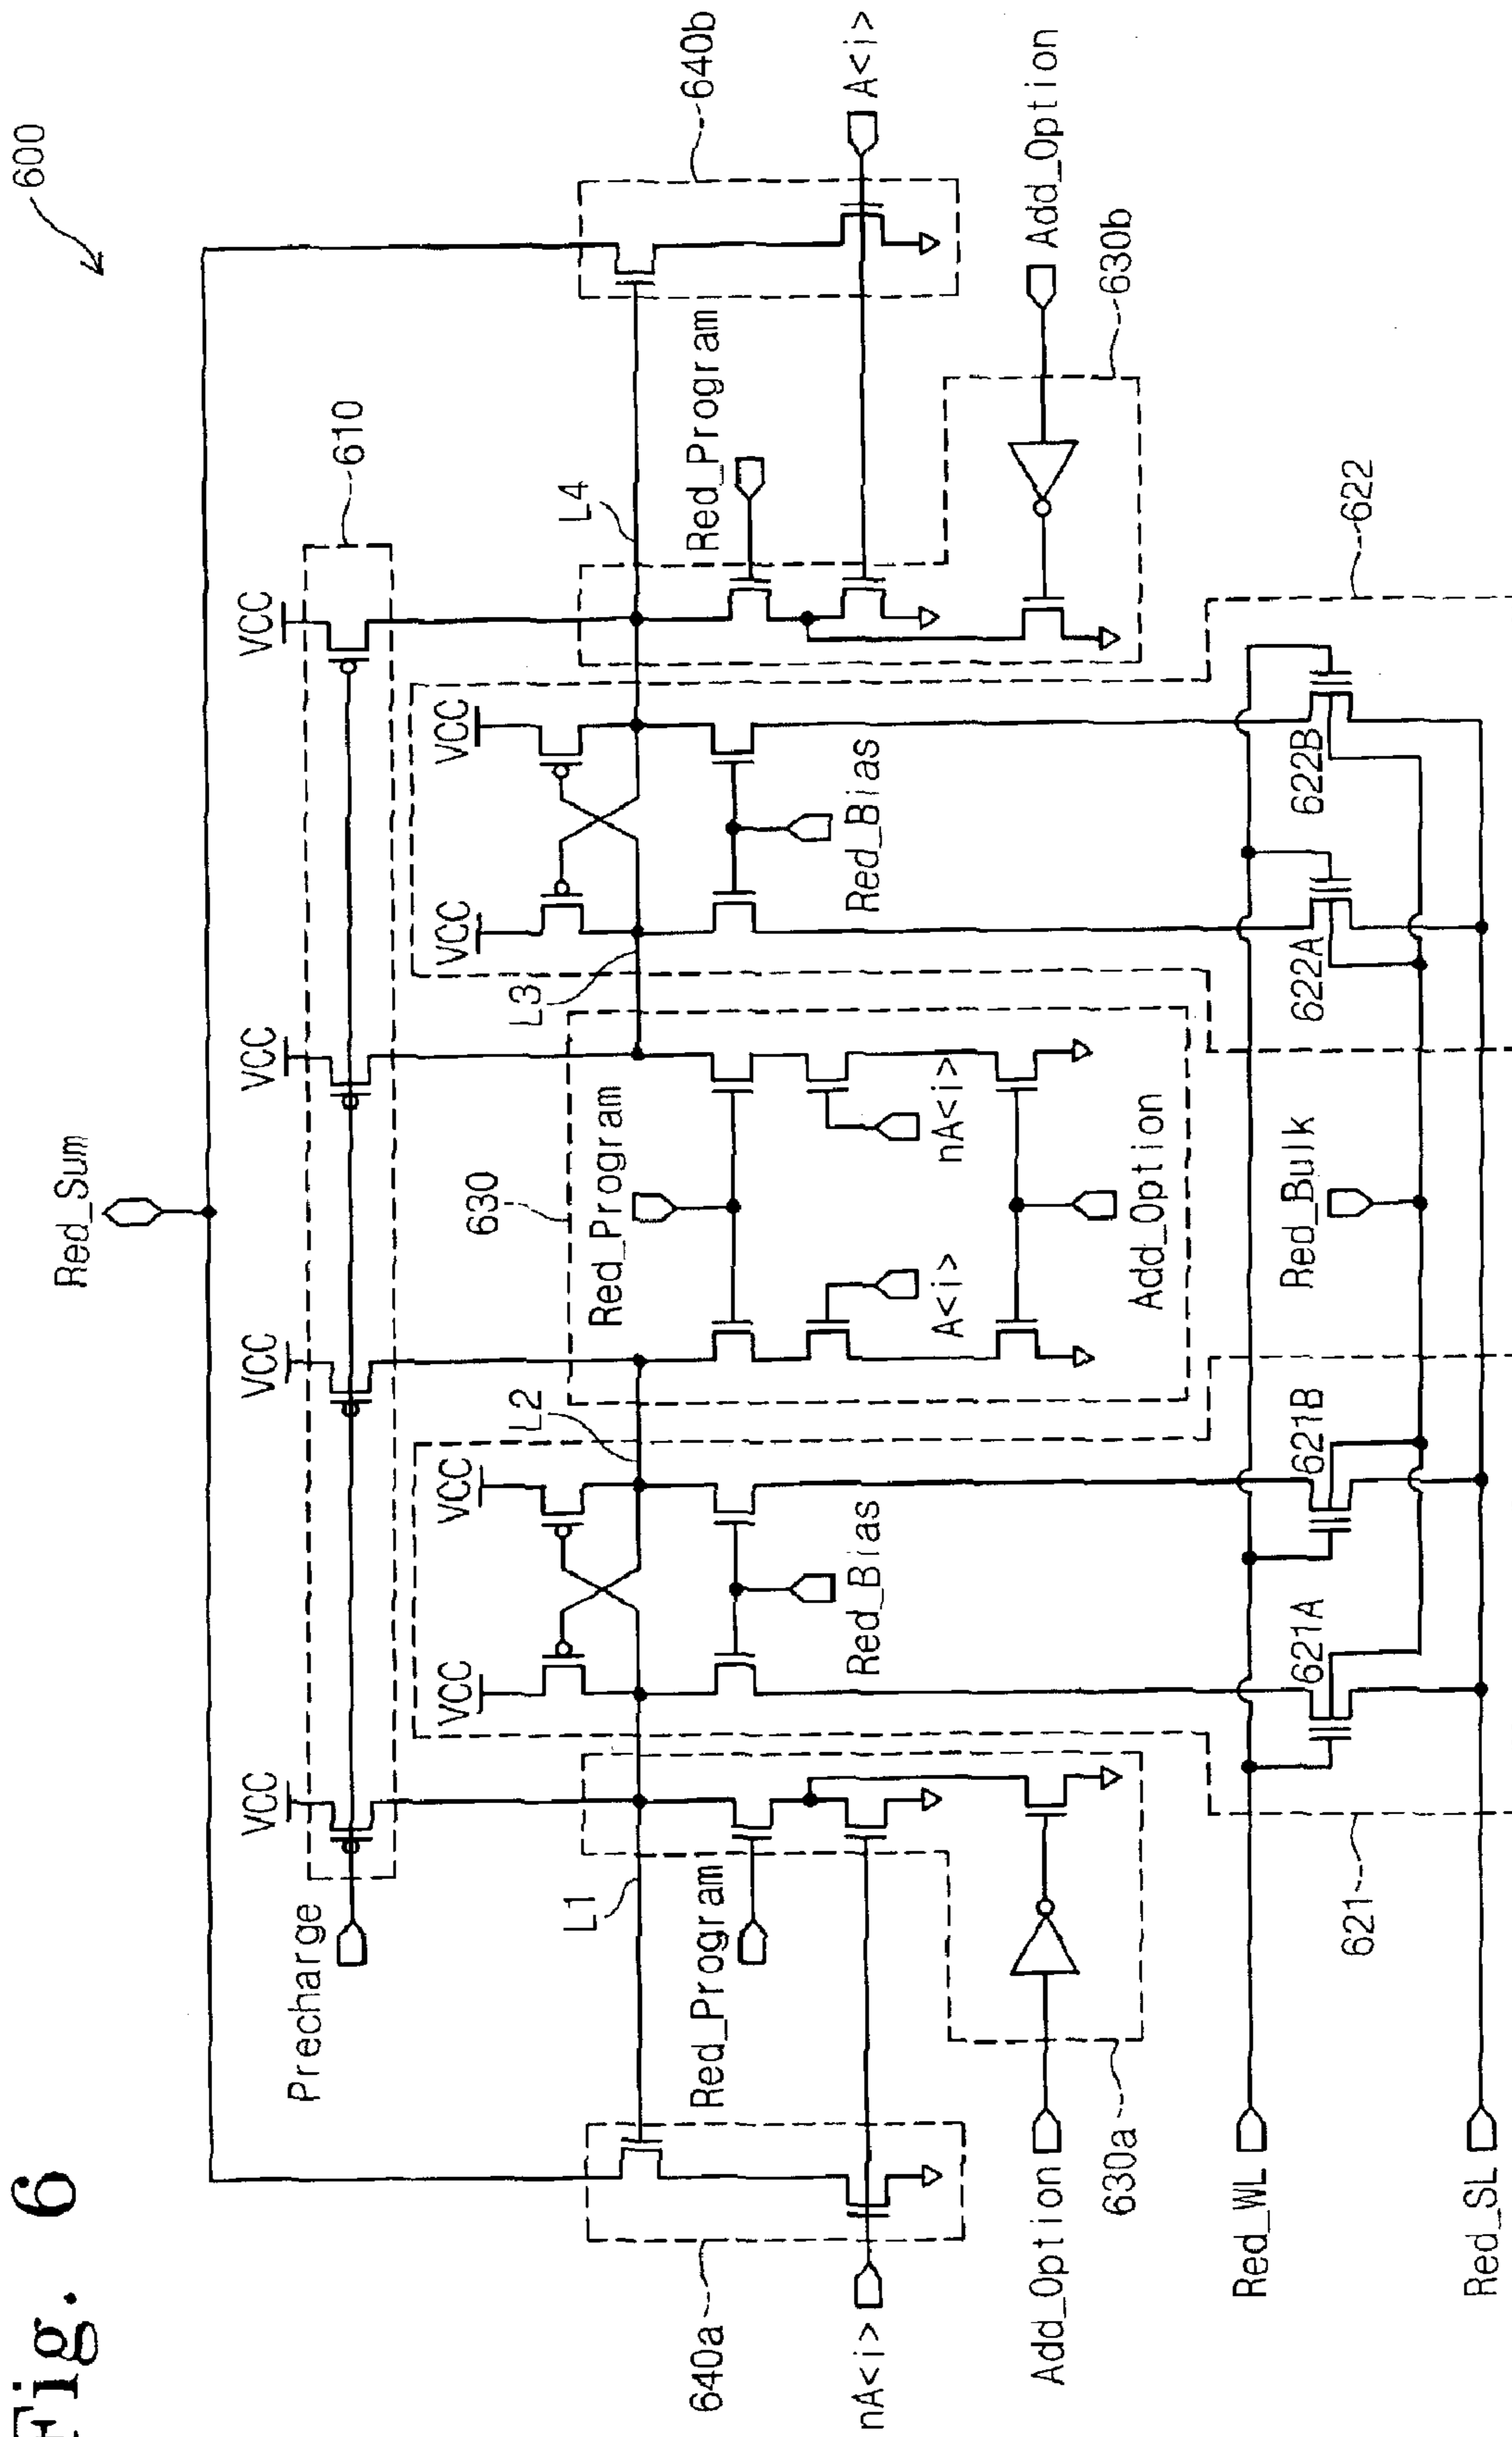 Fig. 6
600
Red_Sum
Precharge
VCC
VCC
VCC
VCC
610
VCC
VCC
VCC
VCC
L1
L2
L3
L4
640a
640b
Red_Program
Red_Bias
630
Red_Program
Red_Bias
Red_Program
nA<i>
A<i>
nA<i>
A<i>
Add_Option
630a
Add_Option
Add_Option
630b
Red_WL
621A
621B
Red_Bulk
622A
622B
621
622
Red_SL